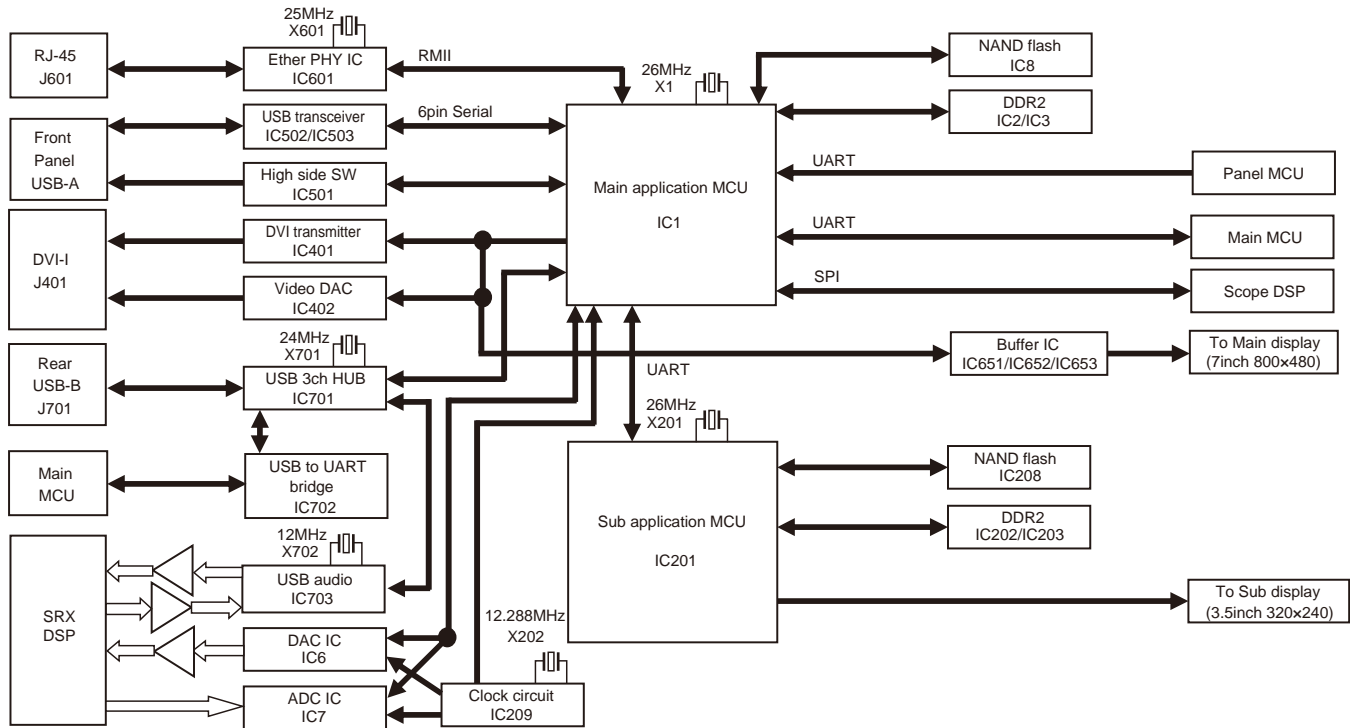 25MHz
X601
RJ-45
J601
Ether PHY IC
IC601
RMII
26MHz
X1
NAND flash
IC8
DDR2
IC2/IC3
Front
Panel
USB-A
USB transceiver
IC502/IC503
6pin Serial
High side SW
IC501
Main application MCU
IC1
UART
Panel MCU
UART
Main MCU
SPI
Scope DSP
DVI-I
J401
DVI transmitter
IC401
Video DAC
IC402
24MHz
X701
Rear
USB-B
J701
USB 3ch HUB
IC701
UART
Buffer IC
IC651/IC652/IC653
To Main display
(7inch 800×480)
26MHz
X201
Main
MCU
USB to UART
bridge
IC702
Sub application MCU
IC201
NAND flash
IC208
DDR2
IC202/IC203
12MHz
X702
SRX
DSP
USB audio
IC703
To Sub display
(3.5inch 320×240)
12.288MHz
X202
DAC IC
IC6
ADC IC
IC7
Clock circuit
IC209